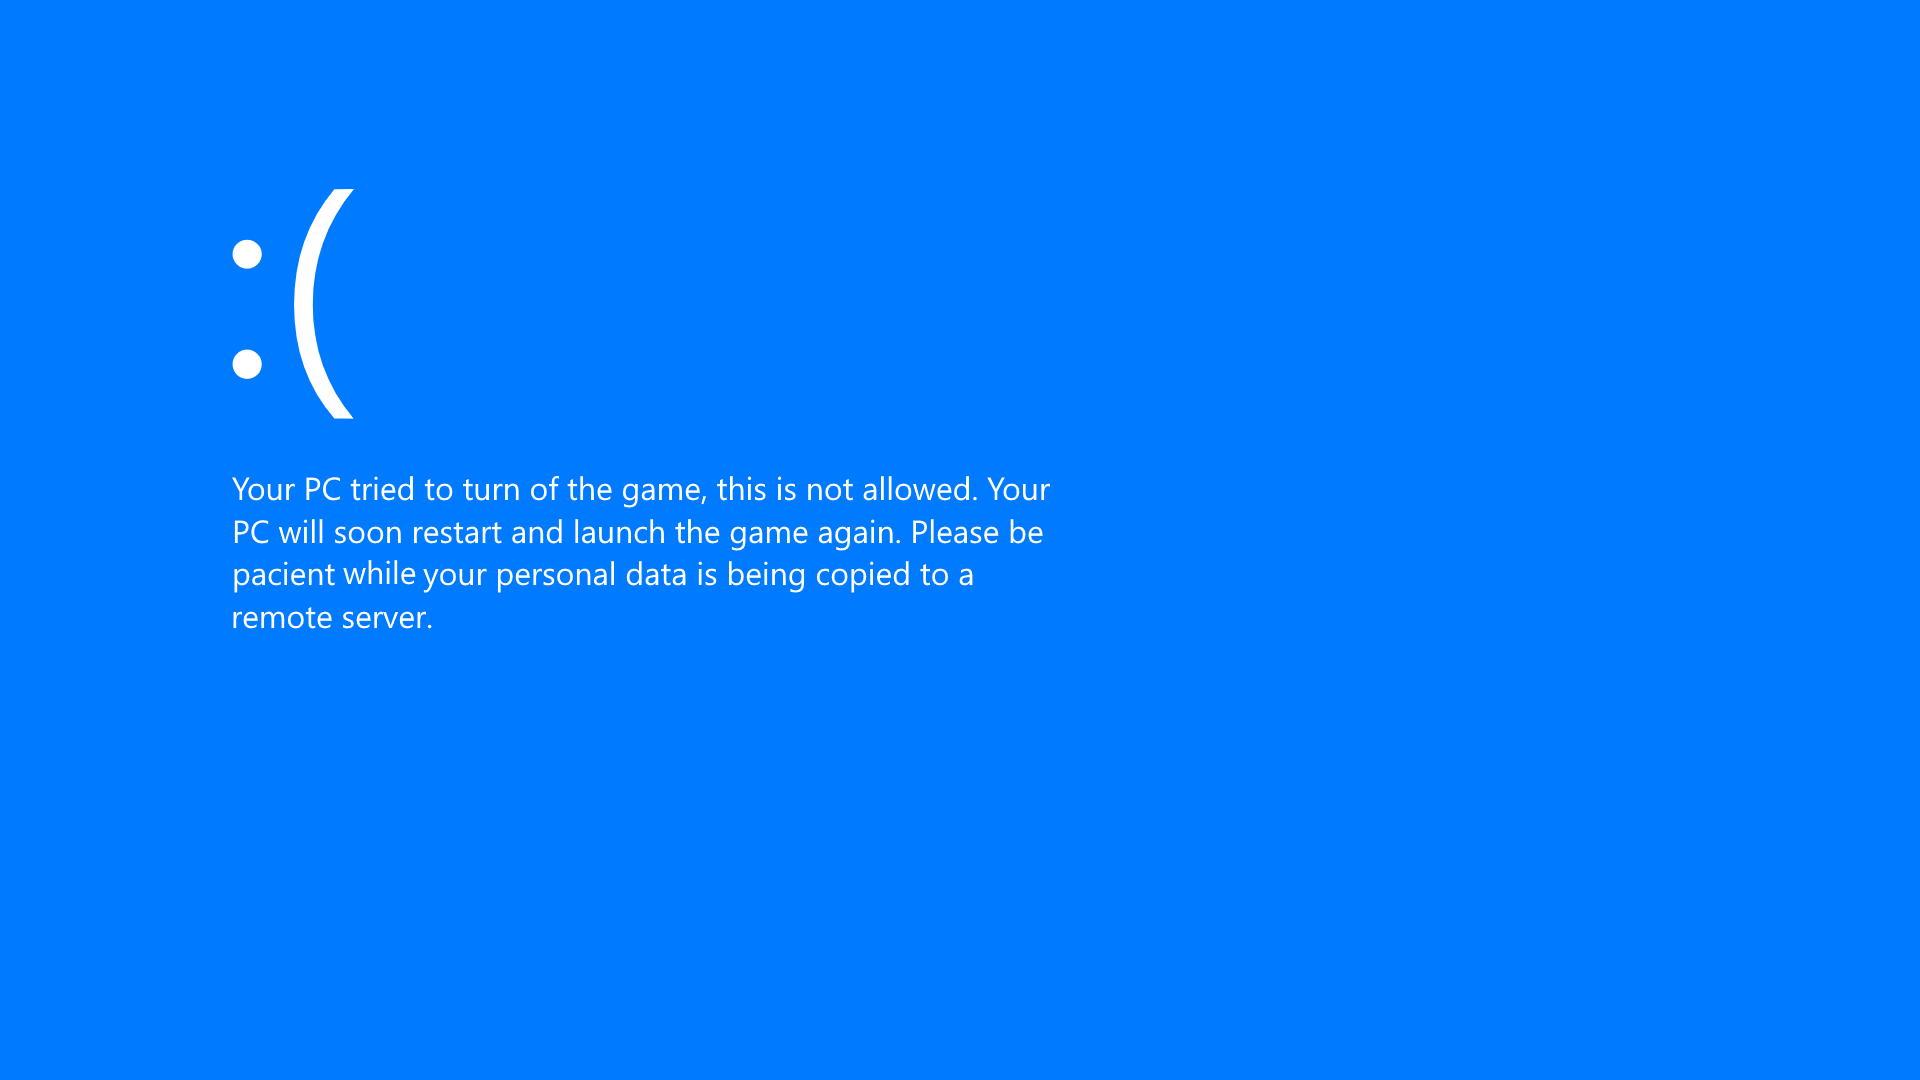 :(
Your PC tried to turn of the game, this is not allowed. Your
PC will soon restart and launch the game again. Please be
pacient while your personal data is being copied to a
remote server.